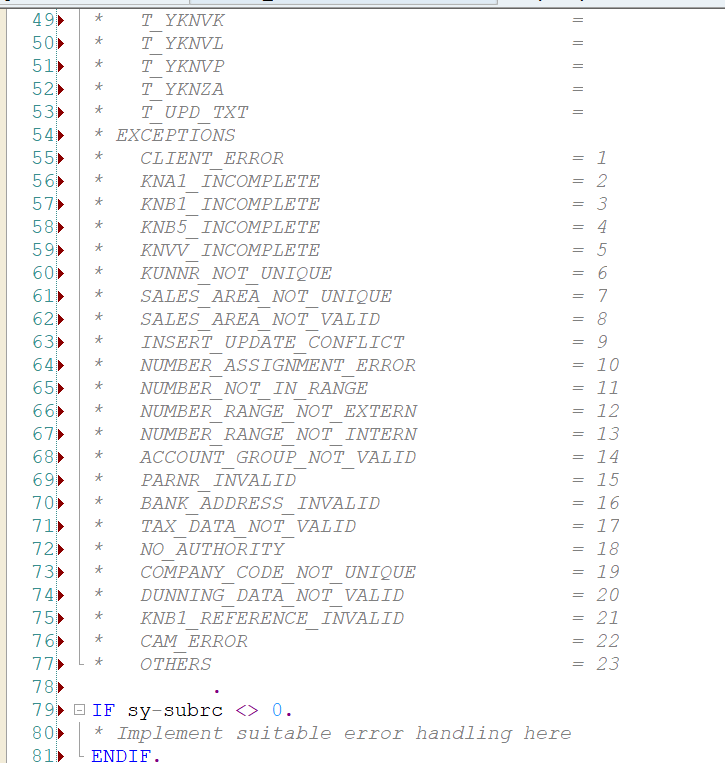 49 * T_YKNVK =
50 * T_YKNVL =
51 * T_YKNVP =
52 * T_YKNZA =
53 * T_UPD_TXT =
54 * EXCEPTIONS
55 * CLIENT_ERROR = 1
56 * KNA1_INCOMPLETE = 2
57 * KNB1_INCOMPLETE = 3
58 * KNB5_INCOMPLETE = 4
59 * KNVV_INCOMPLETE = 5
60 * KUNNR_NOT_UNIQUE = 6
61 * SALES_AREA_NOT_UNIQUE = 7
62 * SALES_AREA_NOT_VALID = 8
63 * INSERT_UPDATE_CONFLICT = 9
64 * NUMBER_ASSIGNMENT_ERROR = 10
65 * NUMBER_NOT_IN_RANGE = 11
66 * NUMBER_RANGE_NOT_EXTERN = 12
67 * NUMBER_RANGE_NOT_INTERN = 13
68 * ACCOUNT_GROUP_NOT_VALID = 14
69 * PARNR_INVALID = 15
70 * BANK_ADDRESS_INVALID = 16
71 * TAX_DATA_NOT_VALID = 17
72 * NO_AUTHORITY = 18
73 * COMPANY_CODE_NOT_UNIQUE = 19
74 * DUNNING_DATA_NOT_VALID = 20
75 * KNB1_REFERENCE_INVALID = 21
76 * CAM_ERROR = 22
77 * OTHERS = 23
78 .
79 IF sy-subrc <> 0.
80 * Implement suitable error handling here
81 ENDIF.